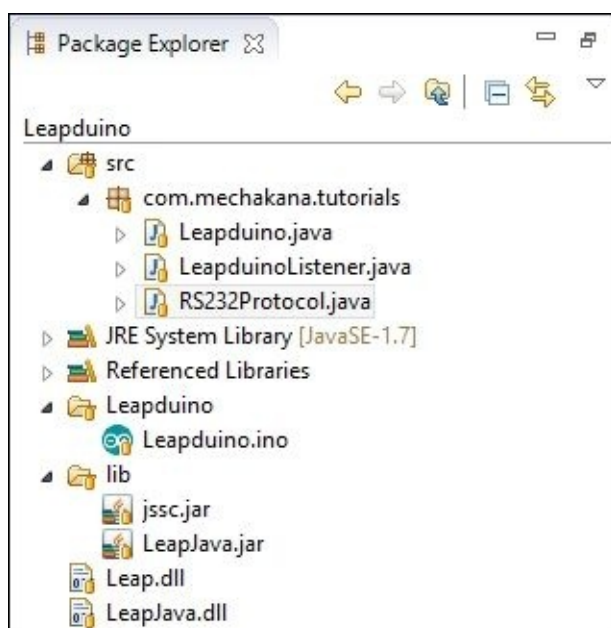 Package Explorer
Leapduino
src
com.mechakana.tutorials
Leapduino.java
LeapduinoListener.java
RS232Protocol.java
JRE System Library [JavaSE-1.7]
Referenced Libraries
Leapduino
Leapduino.ino
lib
jssc.jar
LeapJava.jar
Leap.dll
LeapJava.dll